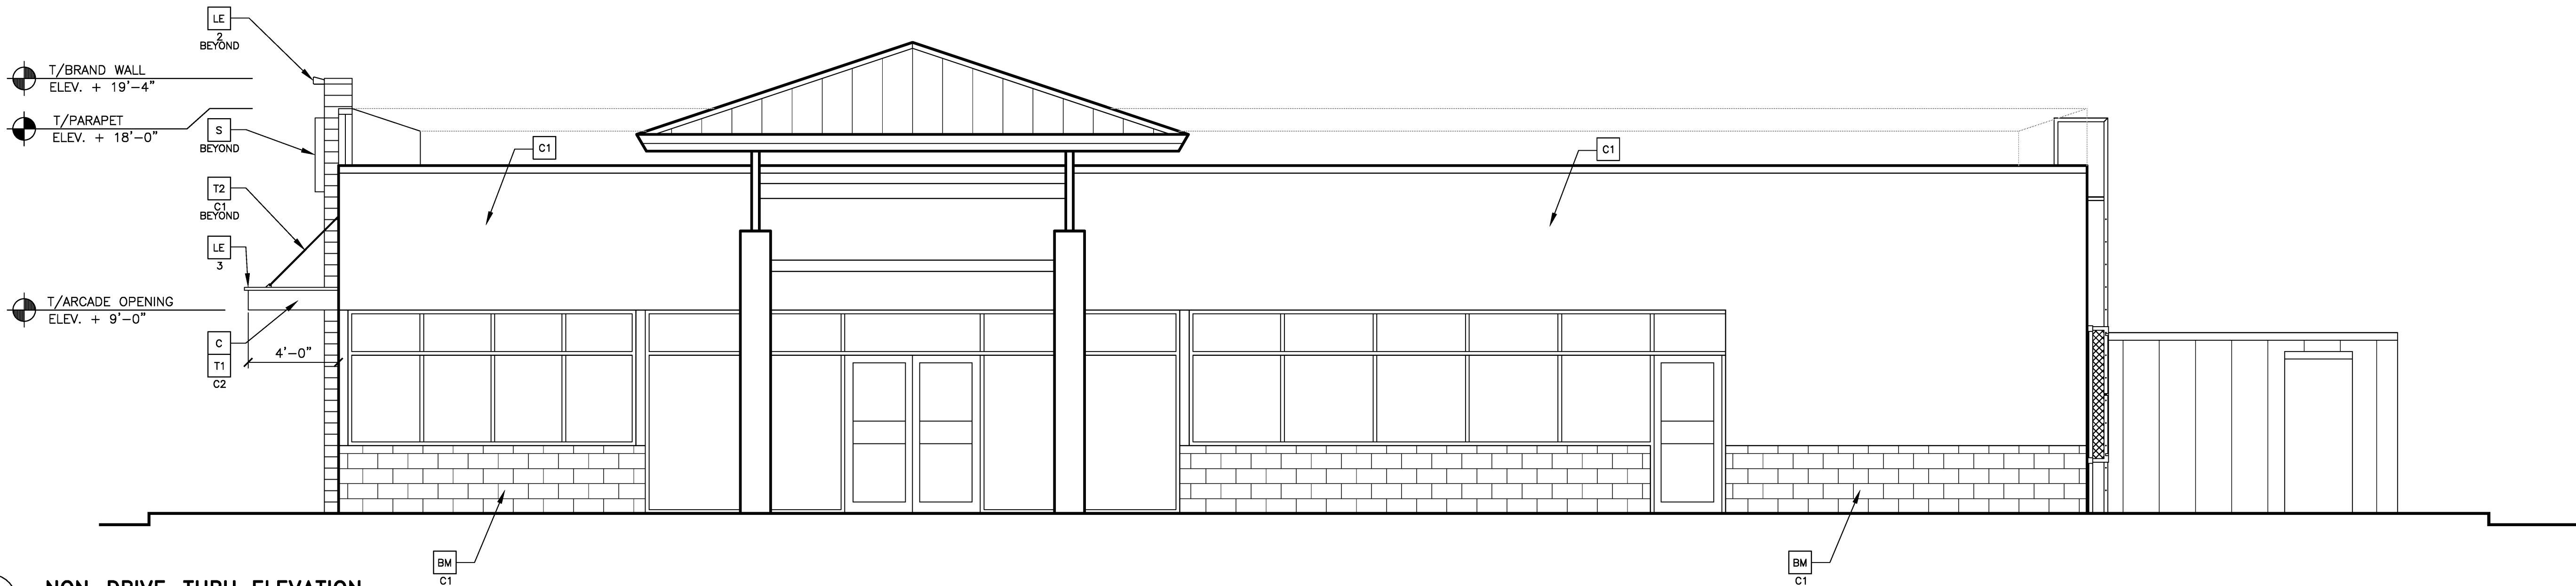 LE
2
BEYOND
T/BRAND WALL
ELEV. + 19'-4"
T/PARAPET
ELEV. + 18'-0"
S
BEYOND
C1
C1
T2
C1
BEYOND
LE
3
T/ARCADE OPENING
ELEV. + 9'-0"
C
T1
C2
4'-0"
BM
C1
BM
C1
NON-DRIVE-THRU ELEVATION